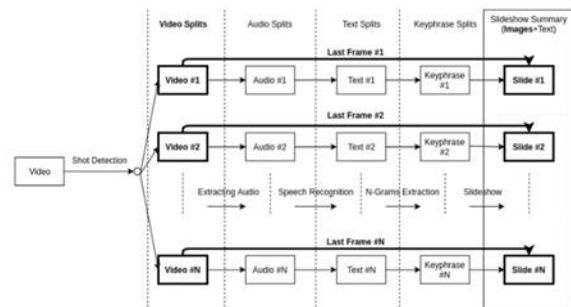 Video Splits
Audio Splits
Text Splits
Keyphrase Splits
Slideshow Summary
(Images+Text)
Last Frame #1
Video #1
Audio #1
Text #1
Keyphrase
#1
Slide #1
Last Frame #2
Video #2
Audio #2
Text #2
Keyphrase
#2
Slide #2
Video
Shot Detection
Extracting Audio
Speech Recognition
N-Grams Extraction
Slideshow
Last Frame #N
Video #N
Audio #N
Text #N
Keyphrase
#N
Slide #N